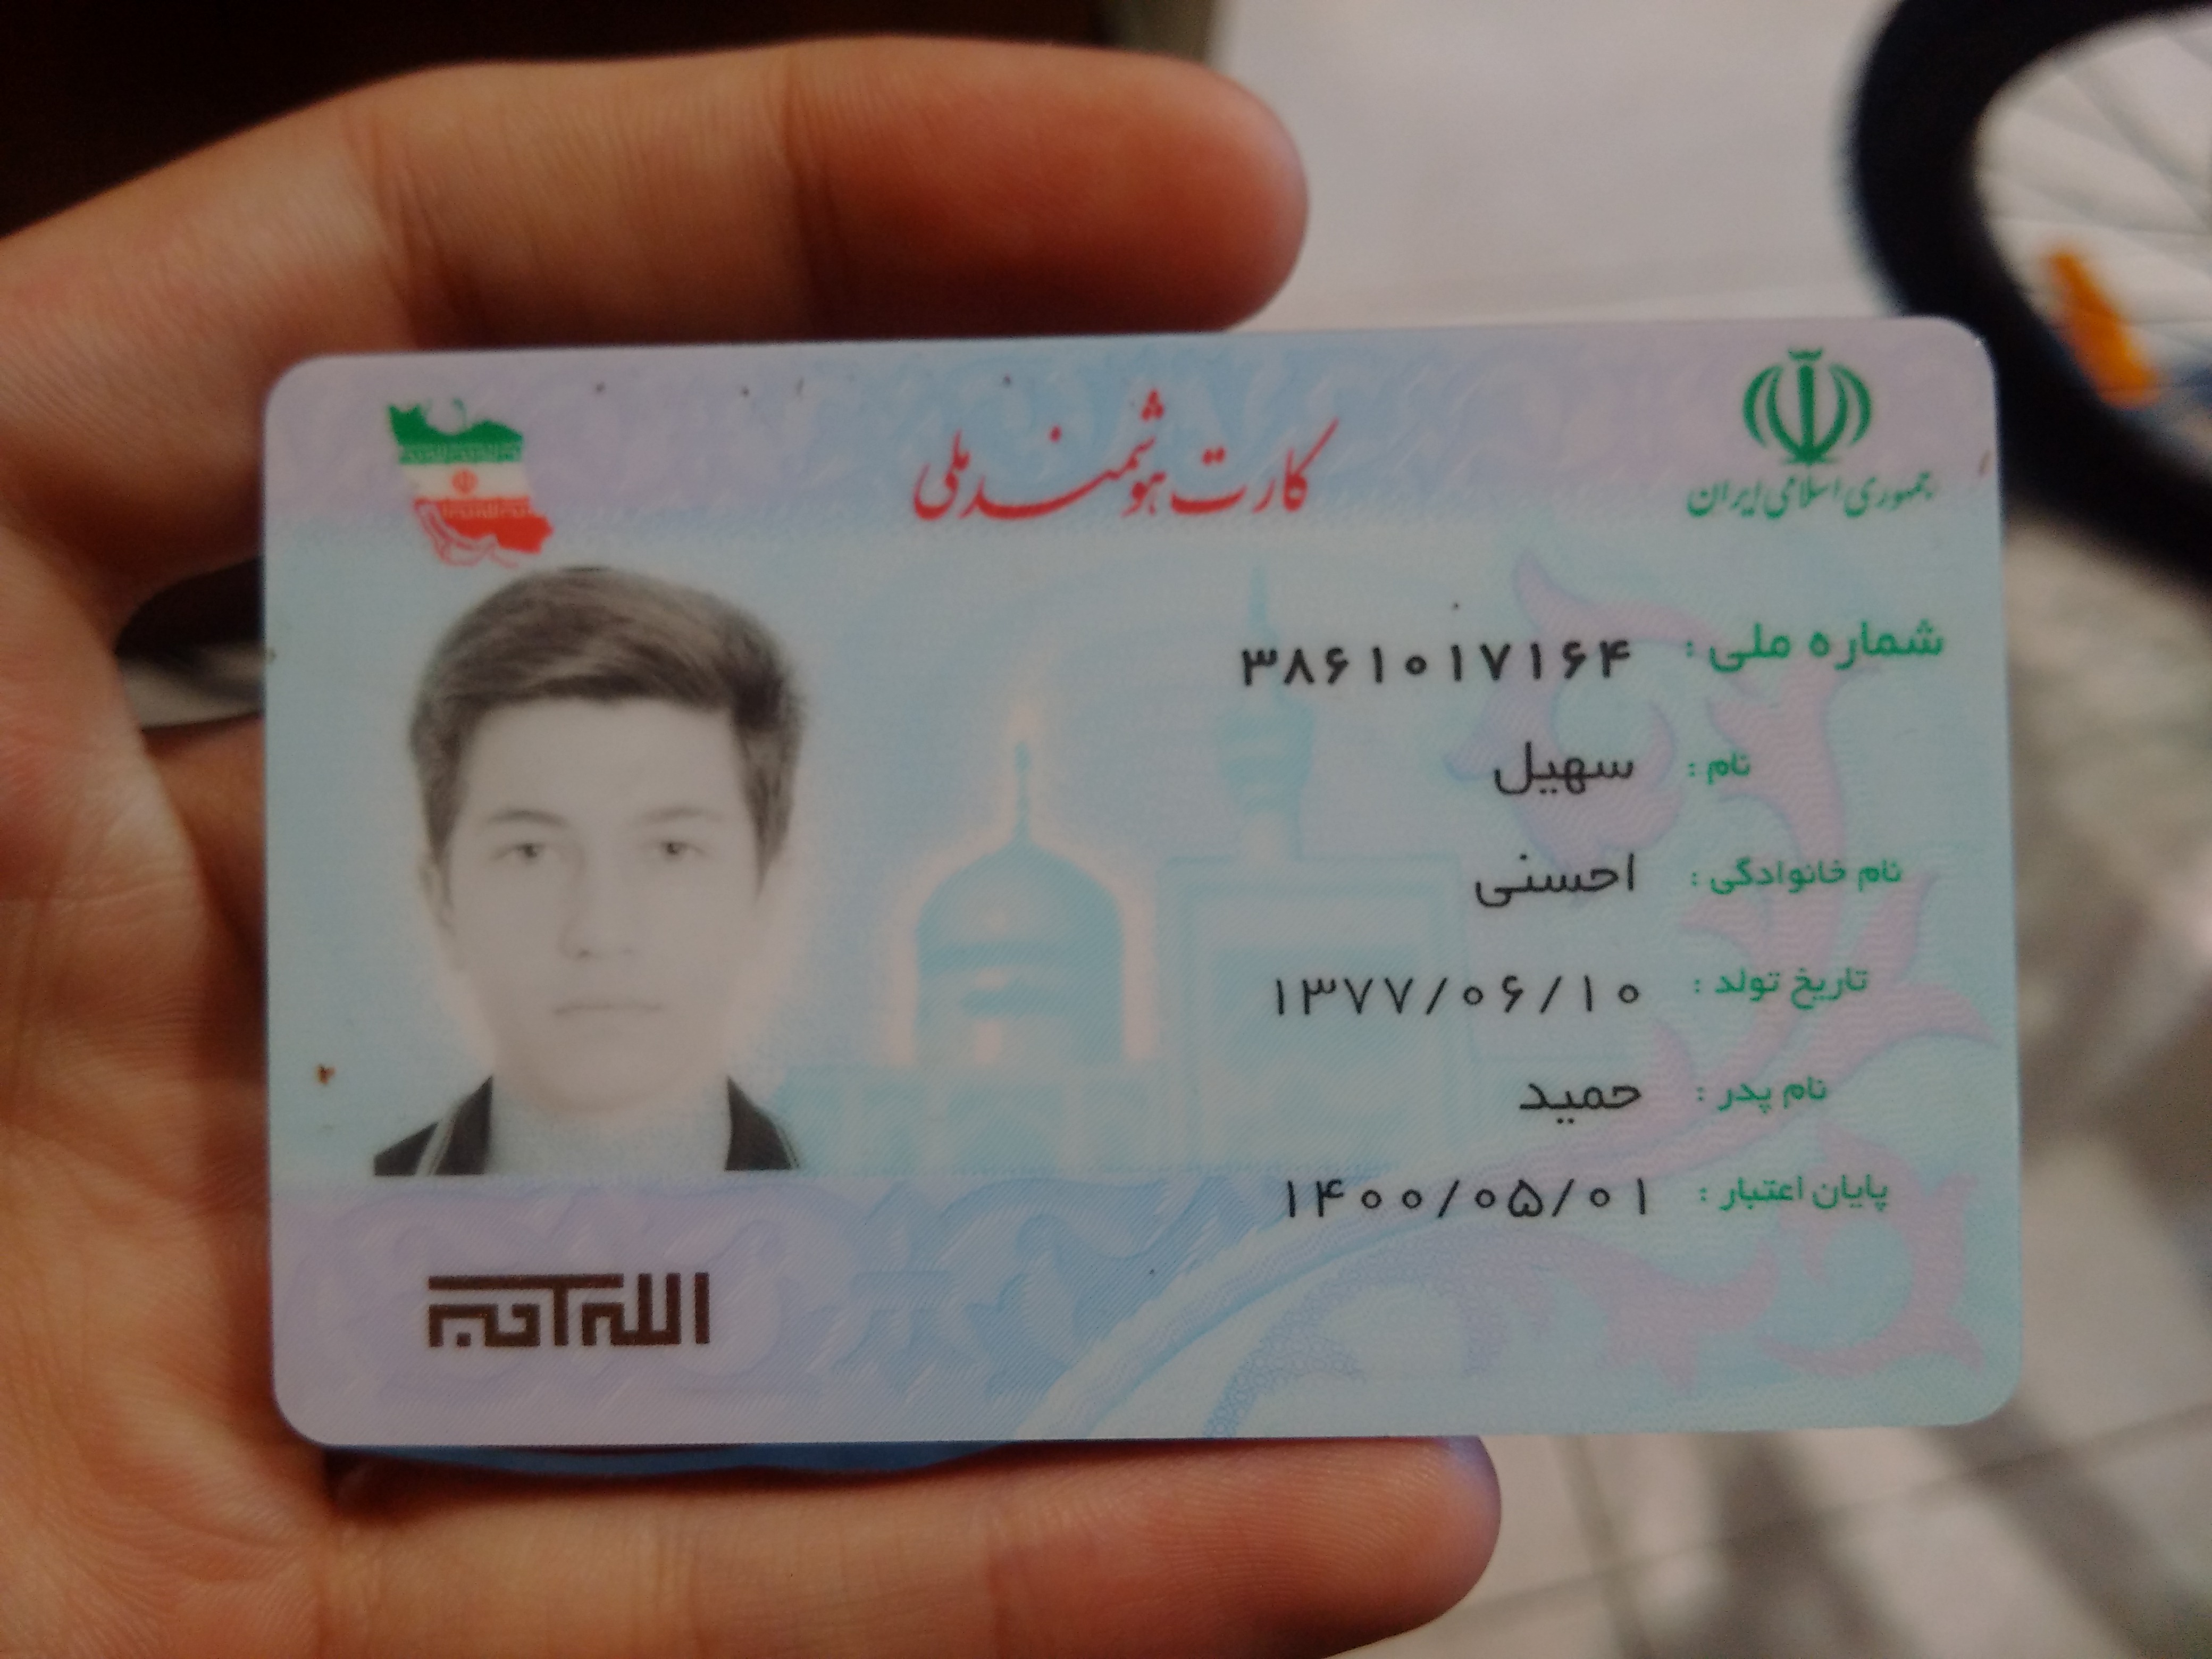 جمهوری اسلامی ایران
کارت هوشمند ملی
شماره ملی : ۳۸۶۱۰۱۷۱۶۴
نام : سهیل
نام خانوادگی : احسنی
تاریخ تولد : ۱۳۷۷/۰۶/۱۰
نام پدر : حمید
پایان اعتبار : ۱۴۰۰/۰۵/۰۱
الله اکبر